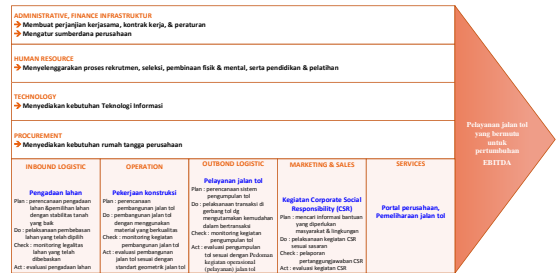 ADMINISTRATIVE, FINANCE INFRASTRUKTUR
→ Membuat perjanjian kerjasama, kontrak kerja, & peraturan
→ Mengatur sumberdana perusahaan
HUMAN RESOURCE
→ Menyelenggarakan proses rekrutmen, seleksi, pembinaan fisik & mental, serta pendidikan & pelatihan
TECHNOLOGY
→ Menyediakan kebutuhan Teknologi Informasi
PROCUREMENT
→ Menyediakan kebutuhan rumah tangga perusahaan
INBOUND LOGISTIC
Pengadaan lahan
Plan : perencanaan pengadaan
lahan &pemilihan lahan
dengan stabilitas tanah
yang baik
Do : pelaksanaan pembebasan
lahan yang telah dipilih
Check : monitoring legalitas
lahan yang telah
dibebaskan
Act : evaluasi pengadaan lahan
OPERATION
Pekerjaan konstruksi
Plan : perencanaan
pembangunan jalan tol
Do : pembangunan jalan tol
dengan menggunakan
material yang berkualitas
Check : monitoring kegiatan
pembangunan jalan tol
Act : evaluasi pembangunan
jalan tol sesuai dengan
standart geometrik jalan tol
OUTBOND LOGISTIC
Pelayanan jalan tol
Plan : perencanaan sistem
pengumpulan tol
Do : pelaksanaan transaksi di
gerbang tol dg
mengutamakan kemudahan
dalam bertransaksi
Check : monitoring kegiatan
pengumpulan tol
Act : evaluasi pengumpulan
tol sesuai dengan Pedoman
kegiatan operasional
(pelayanan) jalan tol
MARKETING & SALES
Kegiatan Corporate Social
Responsibility (CSR)
Plan : mencari informasi bantuan
yang diperlukan
masyarakat & lingkungan
Do : pelaksanaan kegiatan CSR
sesuai sasaran
Check : pelaporan
pertanggungjawaban CSR
Act : evaluasi kegiatan CSR
SERVICES
Portal perusahaan,
Pemeliharaan jalan tol
Pelayanan jalan tol
yang bermutu
untuk
pertumbuhan
EBITDA